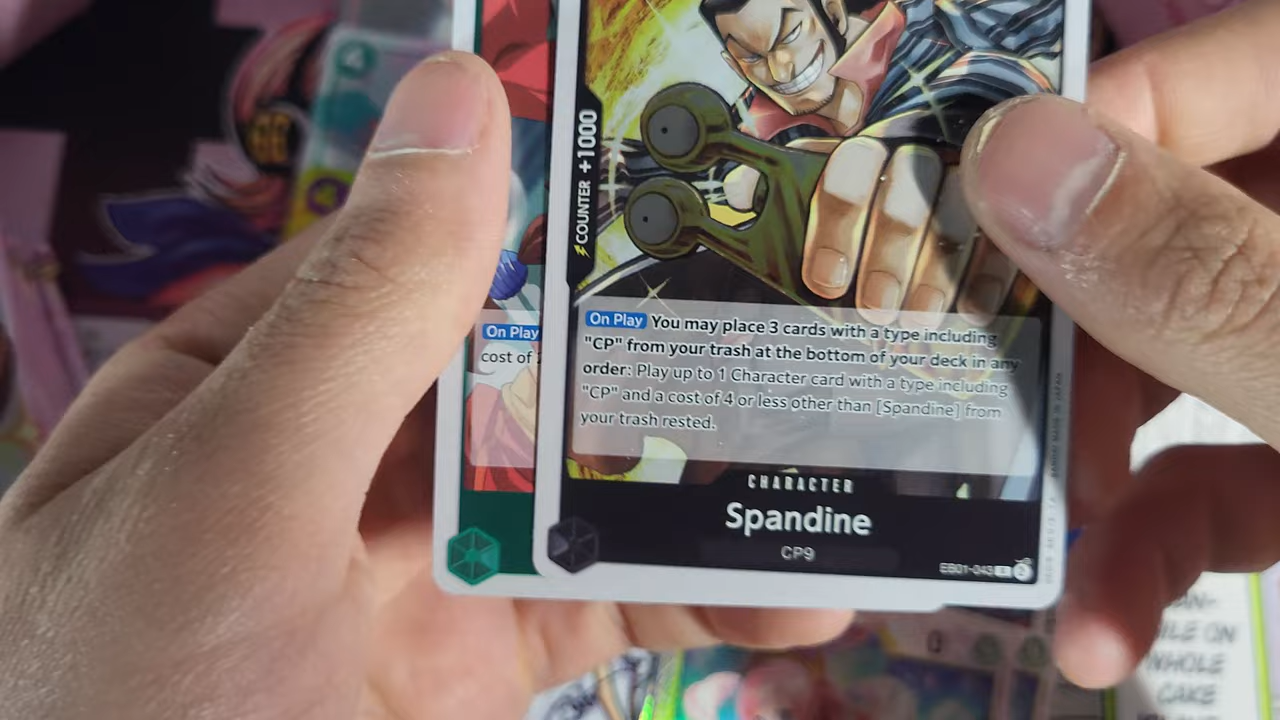 COUNTER +1000
On Play You may place 3 cards with a type including
"CP" from your trash at the bottom of your deck in any
order: Play up to 1 Character card with a type including
"CP" and a cost of 4 or less other than [Spandine] from
your trash rested.
CHARACTER
Spandine
CP9
EB01-043
On Play
cost of
WHOLE
CAKE